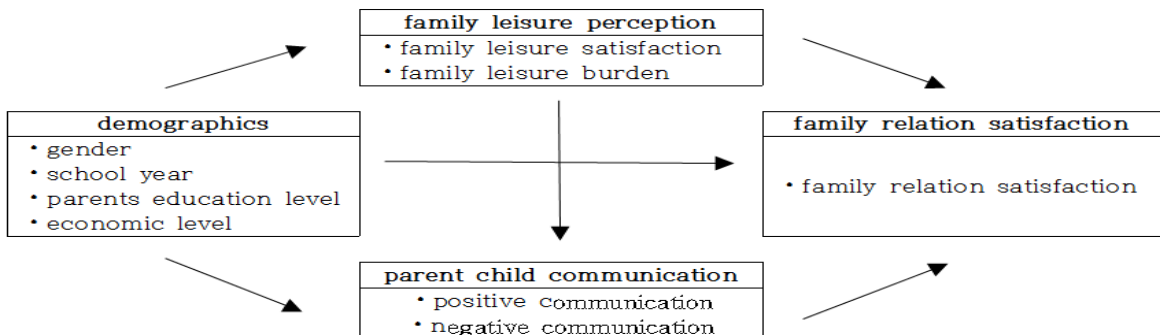 family leisure perception
• family leisure satisfaction
• family leisure burden
demographics
• gender
• school year
• parents education level
• economic level
family relation satisfaction
• family relation satisfaction
parent child communication
• positive communication
• negative communication